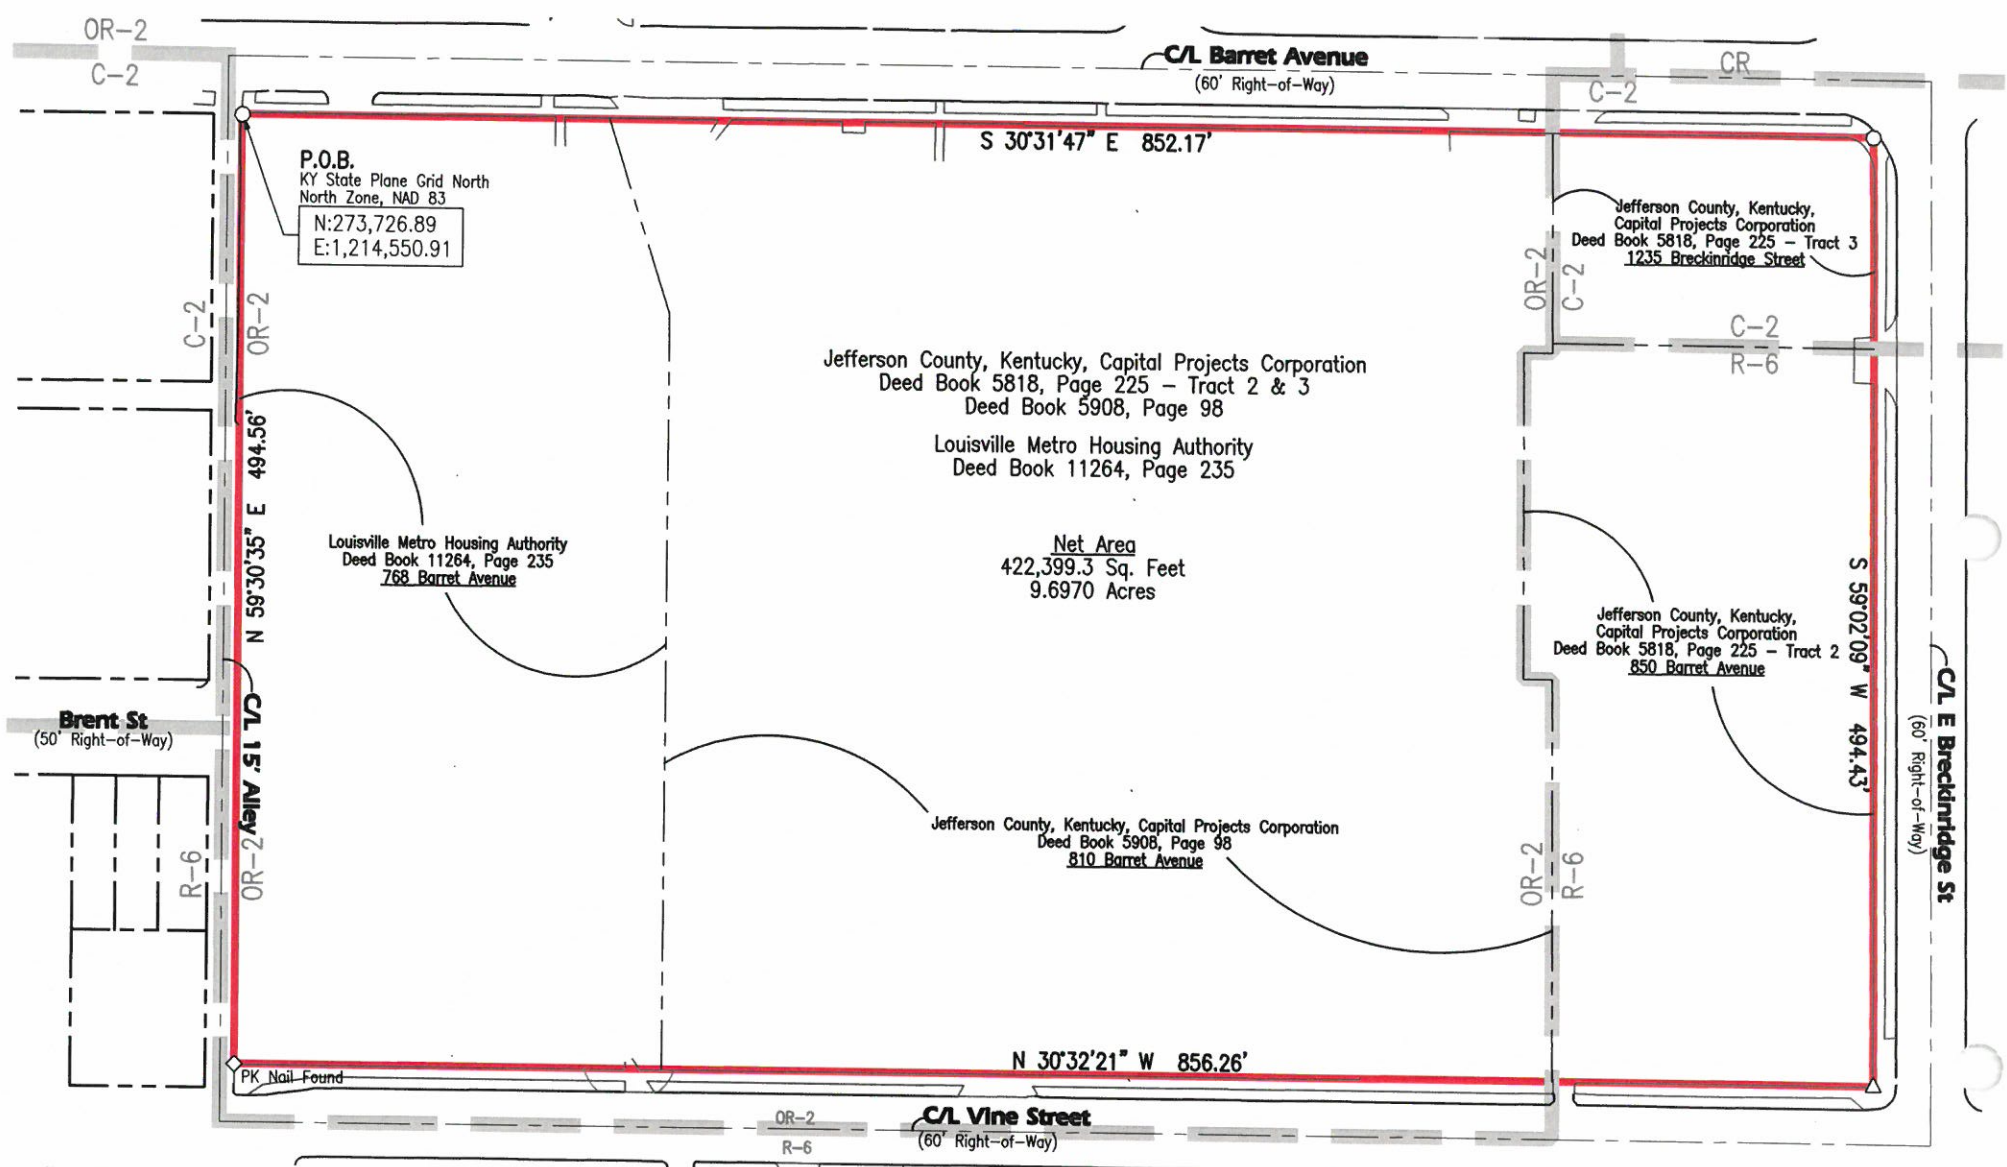 OR-2
C-2
C/L Barret Avenue
(60' Right-of-Way)
CR
C-2
S 30°31'47" E 852.17'
P.O.B.
KY State Plane Grid North
North Zone, NAD 83
N:273,726.89
E:1,214,550.91
Jefferson County, Kentucky,
Capital Projects Corporation
Deed Book 5818, Page 225 - Tract 3
1235 Breckinridge Street
C-2
OR-2
OR-2
C-2
C-2
R-6
Jefferson County, Kentucky, Capital Projects Corporation
Deed Book 5818, Page 225 - Tract 2 & 3
Deed Book 5908, Page 98
Louisville Metro Housing Authority
Deed Book 11264, Page 235
N 59°30'35" E 494.56'
Louisville Metro Housing Authority
Deed Book 11264, Page 235
768 Barret Avenue
Net Area
422,399.3 Sq. Feet
9.6970 Acres
Jefferson County, Kentucky,
Capital Projects Corporation
Deed Book 5818, Page 225 - Tract 2
850 Barret Avenue
S 59°02'09" W 494.43'
C/L E Breckinridge St
(60' Right-of-Way)
Brent St
(50' Right-of-Way)
C/L 15' Alley
R-6
OR-2
Jefferson County, Kentucky, Capital Projects Corporation
Deed Book 5908, Page 98
810 Barret Avenue
OR-2
R-6
N 30°32'21" W 856.26'
PK Nail Found
OR-2
R-6
C/L Vine Street
(60' Right-of-Way)